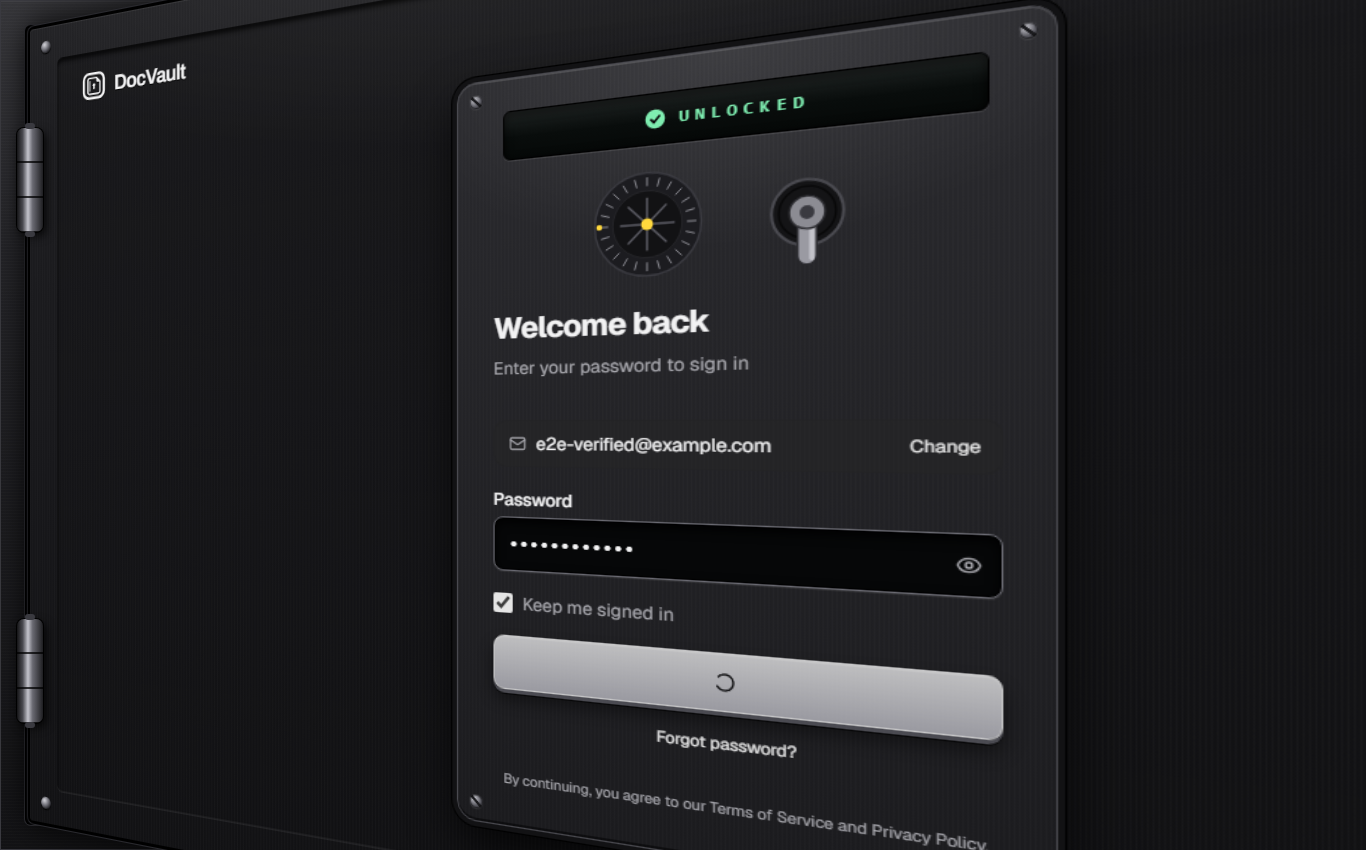 DocVault
UNLOCKED
Welcome back
Enter your password to sign in
e2e-verified@example.com
Change
Password
••••••••••••
Keep me signed in
Forgot password?
By continuing, you agree to our Terms of Service and Privacy Policy